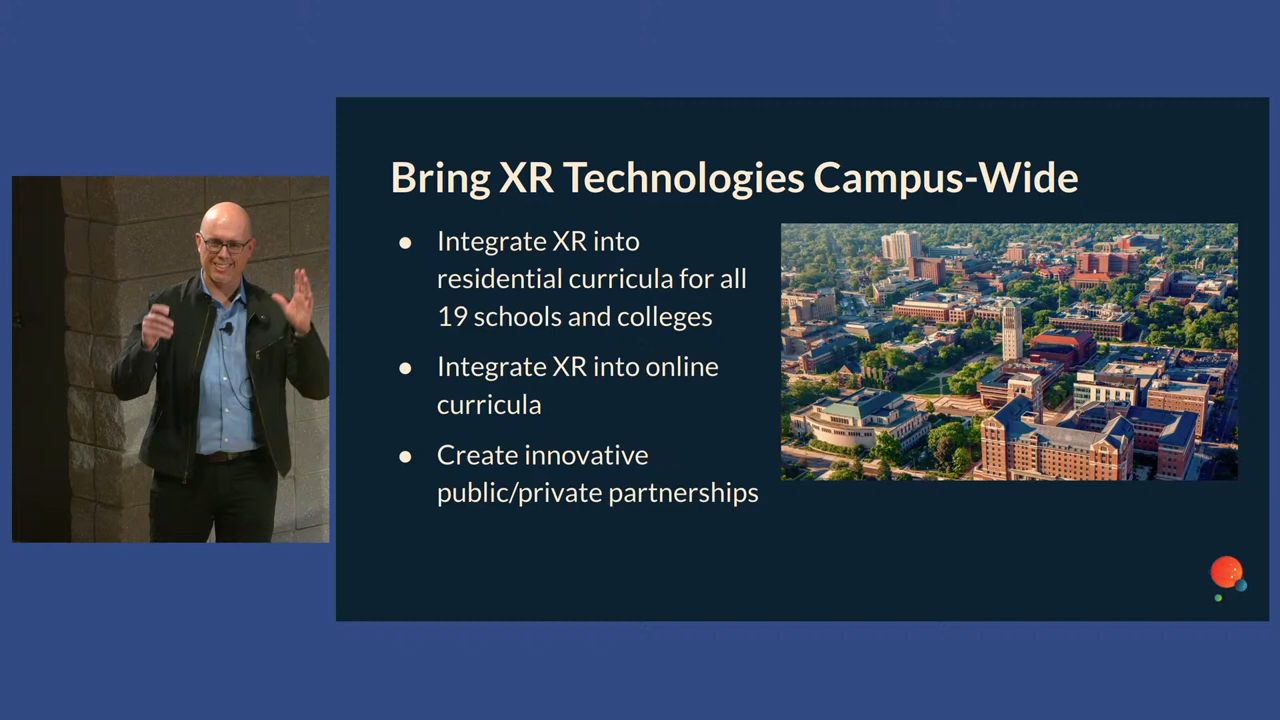 Bring XR Technologies Campus-Wide
● Integrate XR into
residential curricula for all
19 schools and colleges
● Integrate XR into online
curricula
● Create innovative
public/private partnerships